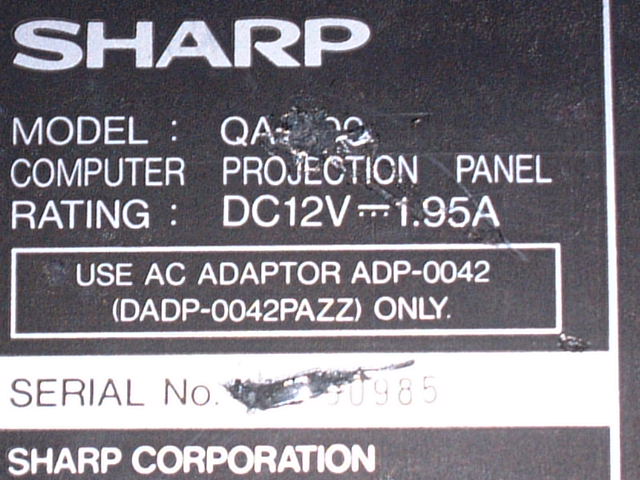 SHARP
MODEL :
COMPUTER PROJECTION PANEL
RATING : DC12V⎓1.95A
USE AC ADAPTOR ADP-0042
(DADP-0042PAZZ) ONLY.
SERIAL No.
SHARP CORPORATION